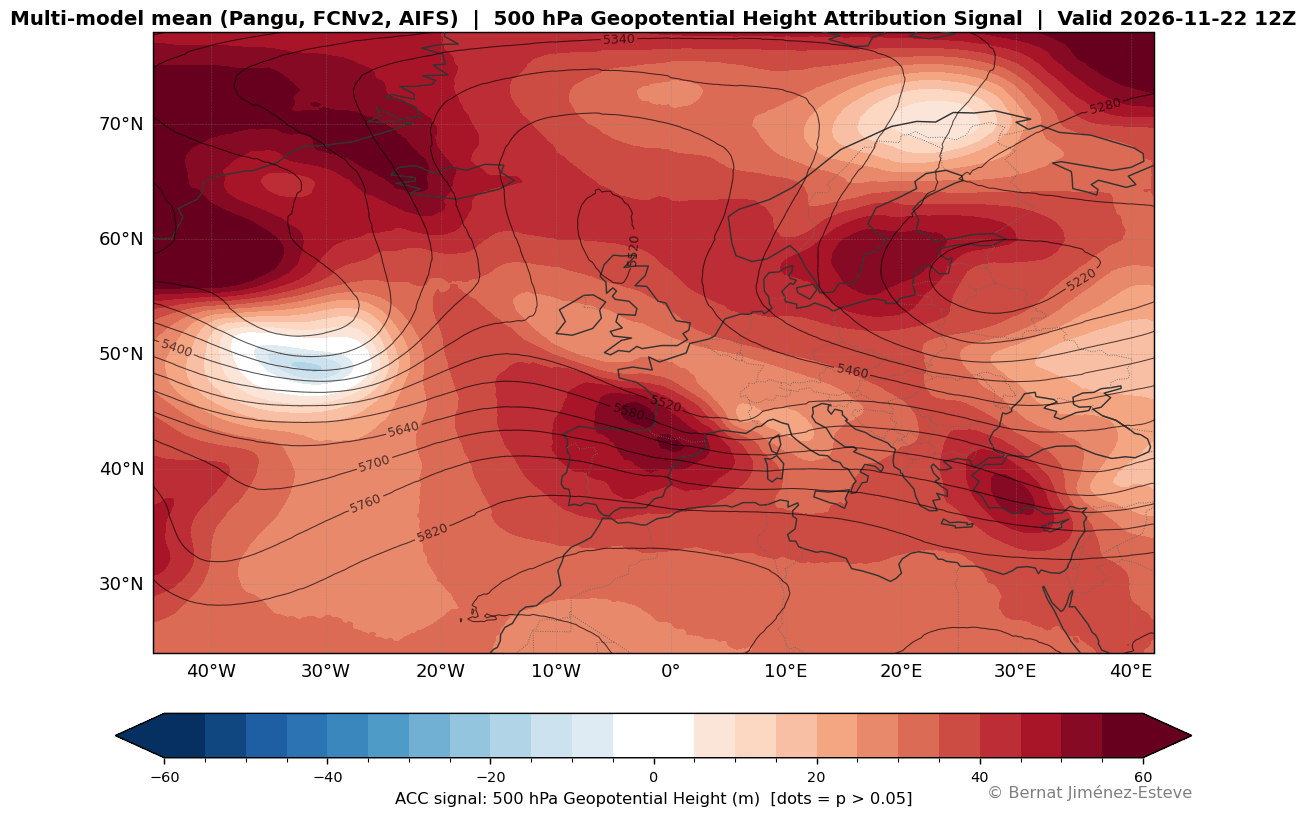 Multi-model mean (Pangu, FCNv2, AIFS)  |  500 hPa Geopotential Height Attribution Signal  |  Valid 2026-11-22 12Z
5340
5280
70°N
60°N
5520
5220
50°N
5400
5460
5520
5580
5640
5700
40°N
5760
5820
30°N
40°W 30°W 20°W 10°W 0° 10°E 20°E 30°E 40°E
−60 −40 −20 0 20 40 60
ACC signal: 500 hPa Geopotential Height (m)  [dots = p > 0.05]
© Bernat Jiménez-Esteve